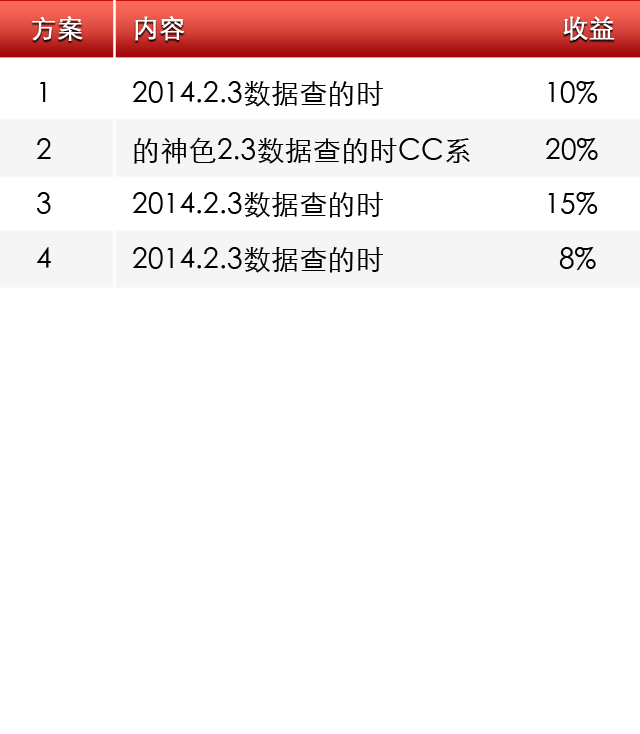 方案 内容 收益
1 2014.2.3数据查的时 10%
2 的神色2.3数据查的时CC系 20%
3 2014.2.3数据查的时 15%
4 2014.2.3数据查的时 8%